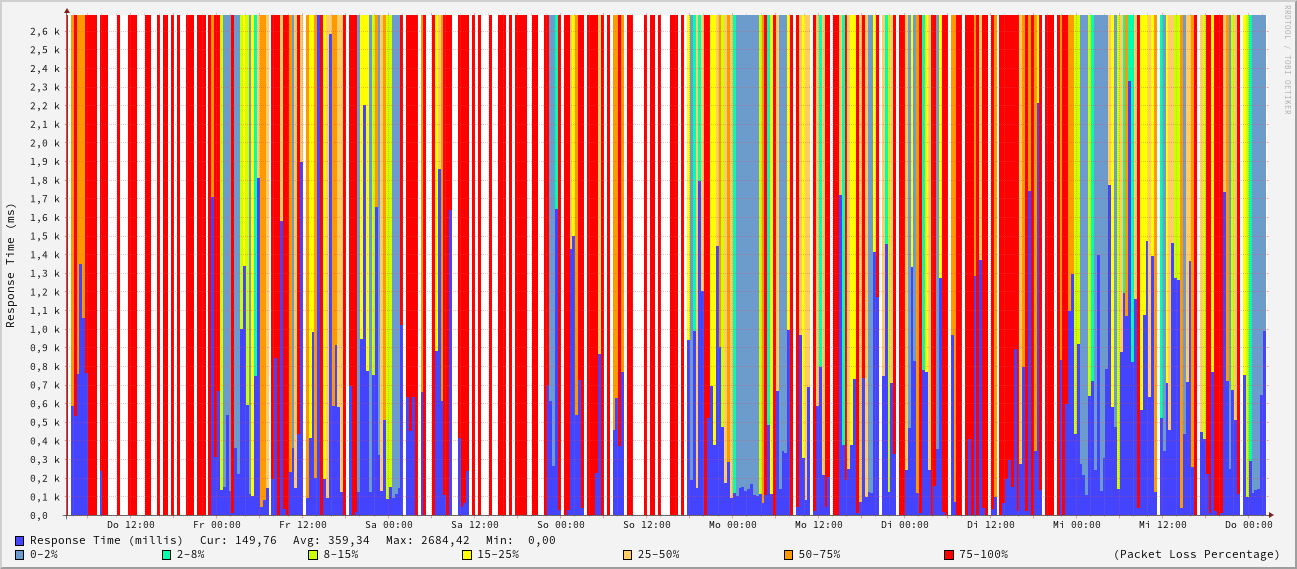 RRDTOOL / TOBI OETIKER
Response Time (ms)
2,6 k
2,5 k
2,4 k
2,3 k
2,2 k
2,1 k
2,0 k
1,9 k
1,8 k
1,7 k
1,6 k
1,5 k
1,4 k
1,3 k
1,2 k
1,1 k
1,0 k
0,9 k
0,8 k
0,7 k
0,6 k
0,5 k
0,4 k
0,3 k
0,2 k
0,1 k
0,0
Do 12:00 Fr 00:00 Fr 12:00 Sa 00:00 Sa 12:00 So 00:00 So 12:00 Mo 00:00 Mo 12:00 Di 00:00 Di 12:00 Mi 00:00 Mi 12:00 Do 00:00
Response Time (millis) Cur: 149,76 Avg: 359,34 Max: 2684,42 Min: 0,00
0-2% 2-8% 8-15% 15-25% 25-50% 50-75% 75-100% (Packet Loss Percentage)